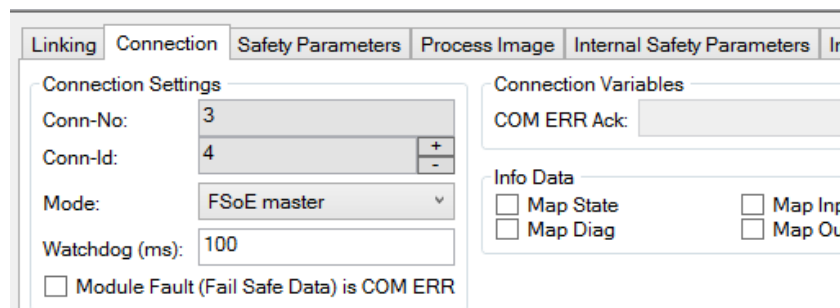 Linking Connection Safety Parameters Process Image Internal Safety Parameters
Connection Settings
Conn-No: 3
Conn-Id: 4 + -
Mode: FSoE master
Watchdog (ms): 100
Module Fault (Fail Safe Data) is COM ERR
Connection Variables
COM ERR Ack:
Info Data
Map State Map
Map Diag Map